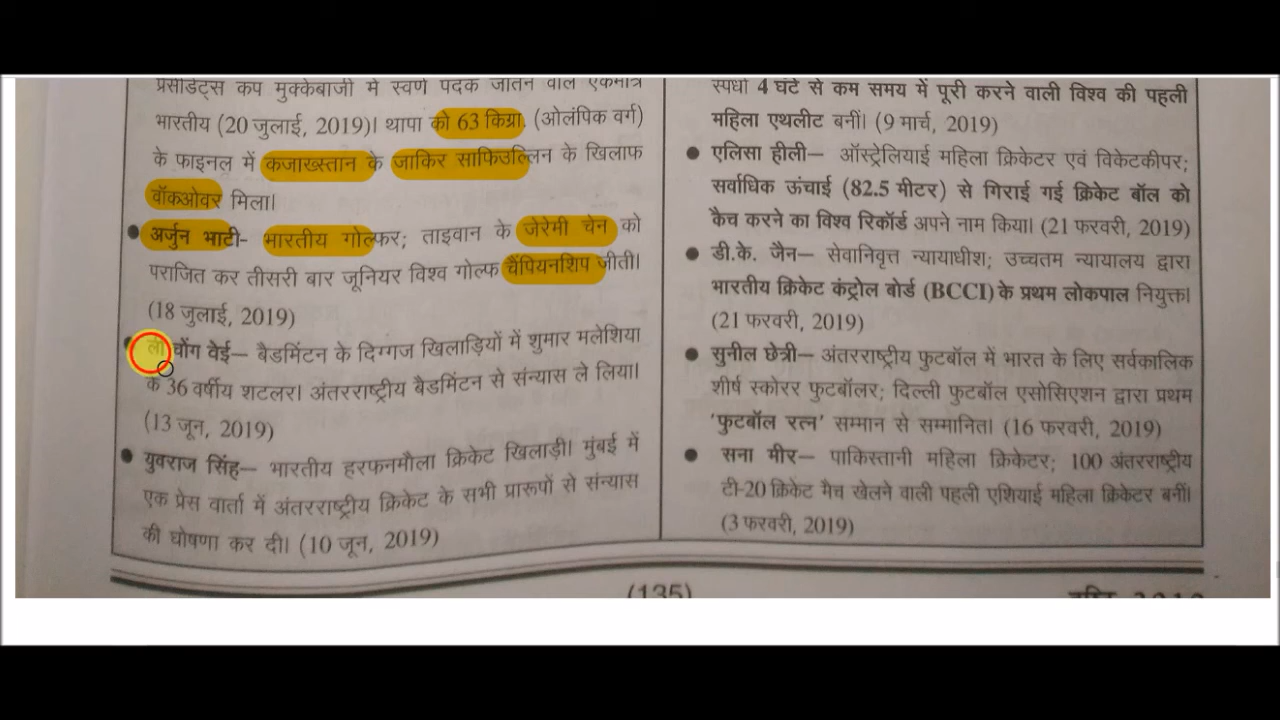 प्रेसीडेंट्स कप मुक्केबाजी में स्वर्ण पदक जीतने वाले एकमात्र
भारतीय (20 जुलाई, 2019)। थापा को 63 किग्रा. (ओलंपिक वर्ग)
के फाइनल में कजाख्स्तान के जाकिर साफिउल्लिन के खिलाफ
वॉकओवर मिला।
● अर्जुन भाटी- भारतीय गोल्फर; ताइवान के जेरेमी चेन को
पराजित कर तीसरी बार जूनियर विश्व गोल्फ चैंपियनशिप जीती।
(18 जुलाई, 2019)
● ली चोंग वेई– बैडमिंटन के दिग्गज खिलाड़ियों में शुमार मलेशिया
के 36 वर्षीय शटलर। अंतरराष्ट्रीय बैडमिंटन से संन्यास ले लिया।
(13 जून, 2019)
● युवराज सिंह– भारतीय हरफनमौला क्रिकेट खिलाड़ी। मुंबई में
एक प्रेस वार्ता में अंतरराष्ट्रीय क्रिकेट के सभी प्रारूपों से संन्यास
की घोषणा कर दी। (10 जून, 2019)
स्पर्धा 4 घंटे से कम समय में पूरी करने वाली विश्व की पहली
महिला एथलीट बनीं। (9 मार्च, 2019)
● एलिसा हीली– ऑस्ट्रेलियाई महिला क्रिकेटर एवं विकेटकीपर;
सर्वाधिक ऊंचाई (82.5 मीटर) से गिराई गई क्रिकेट बॉल को
कैच करने का विश्व रिकॉर्ड अपने नाम किया। (21 फरवरी, 2019)
● डी.के. जैन– सेवानिवृत्त न्यायाधीश; उच्चतम न्यायालय द्वारा
भारतीय क्रिकेट कंट्रोल बोर्ड (BCCI) के प्रथम लोकपाल नियुक्त।
(21 फरवरी, 2019)
● सुनील छेत्री– अंतरराष्ट्रीय फुटबॉल में भारत के लिए सर्वकालिक
शीर्ष स्कोरर फुटबॉलर; दिल्ली फुटबॉल एसोसिएशन द्वारा प्रथम
'फुटबॉल रत्न' सम्मान से सम्मानित। (16 फरवरी, 2019)
● सना मीर– पाकिस्तानी महिला क्रिकेटर; 100 अंतरराष्ट्रीय
टी-20 क्रिकेट मैच खेलने वाली पहली एशियाई महिला क्रिकेटर बनीं।
(3 फरवरी, 2019)
(135)